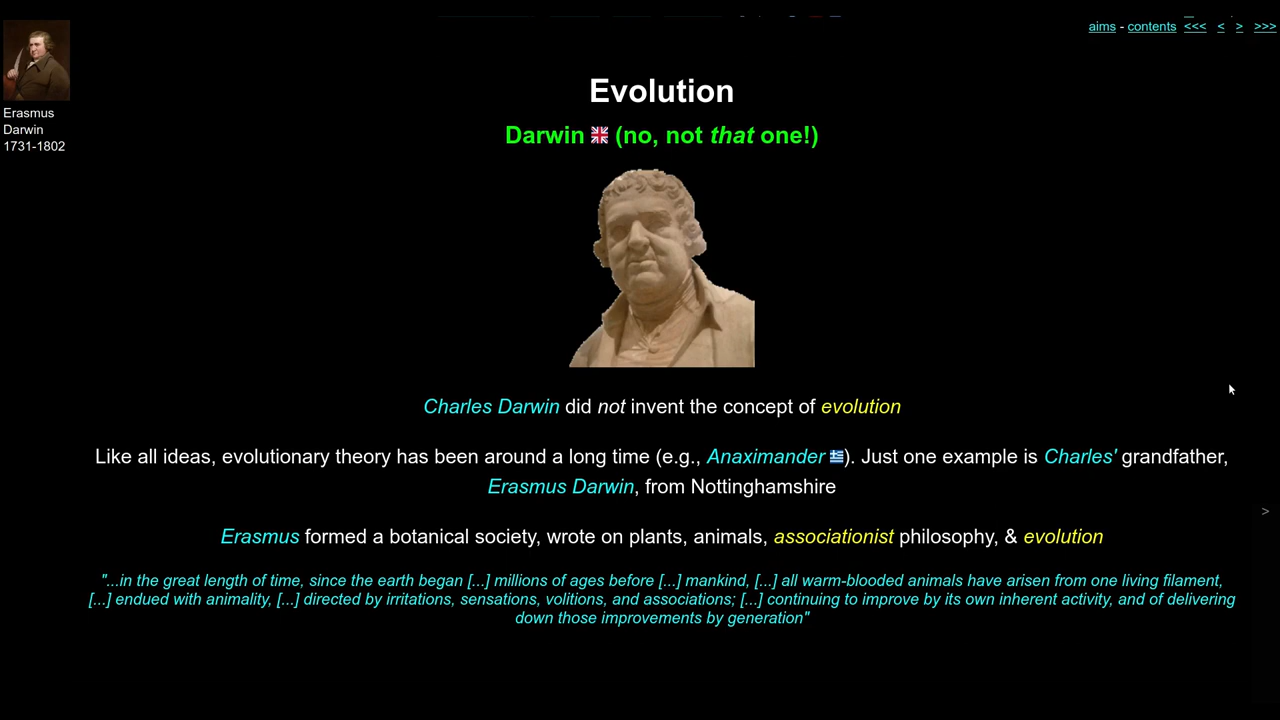 aims - contents <<< < > >>>
Erasmus
Darwin
1731-1802
Evolution
Darwin (no, not that one!)
Charles Darwin did not invent the concept of evolution
Like all ideas, evolutionary theory has been around a long time (e.g., Anaximander ). Just one example is Charles' grandfather,
Erasmus Darwin, from Nottinghamshire
>
Erasmus formed a botanical society, wrote on plants, animals, associationist philosophy, & evolution
"...in the great length of time, since the earth began [...] millions of ages before [...] mankind, [...] all warm-blooded animals have arisen from one living filament,
[...] endued with animality, [...] directed by irritations, sensations, volitions, and associations; [...] continuing to improve by its own inherent activity, and of delivering
down those improvements by generation"